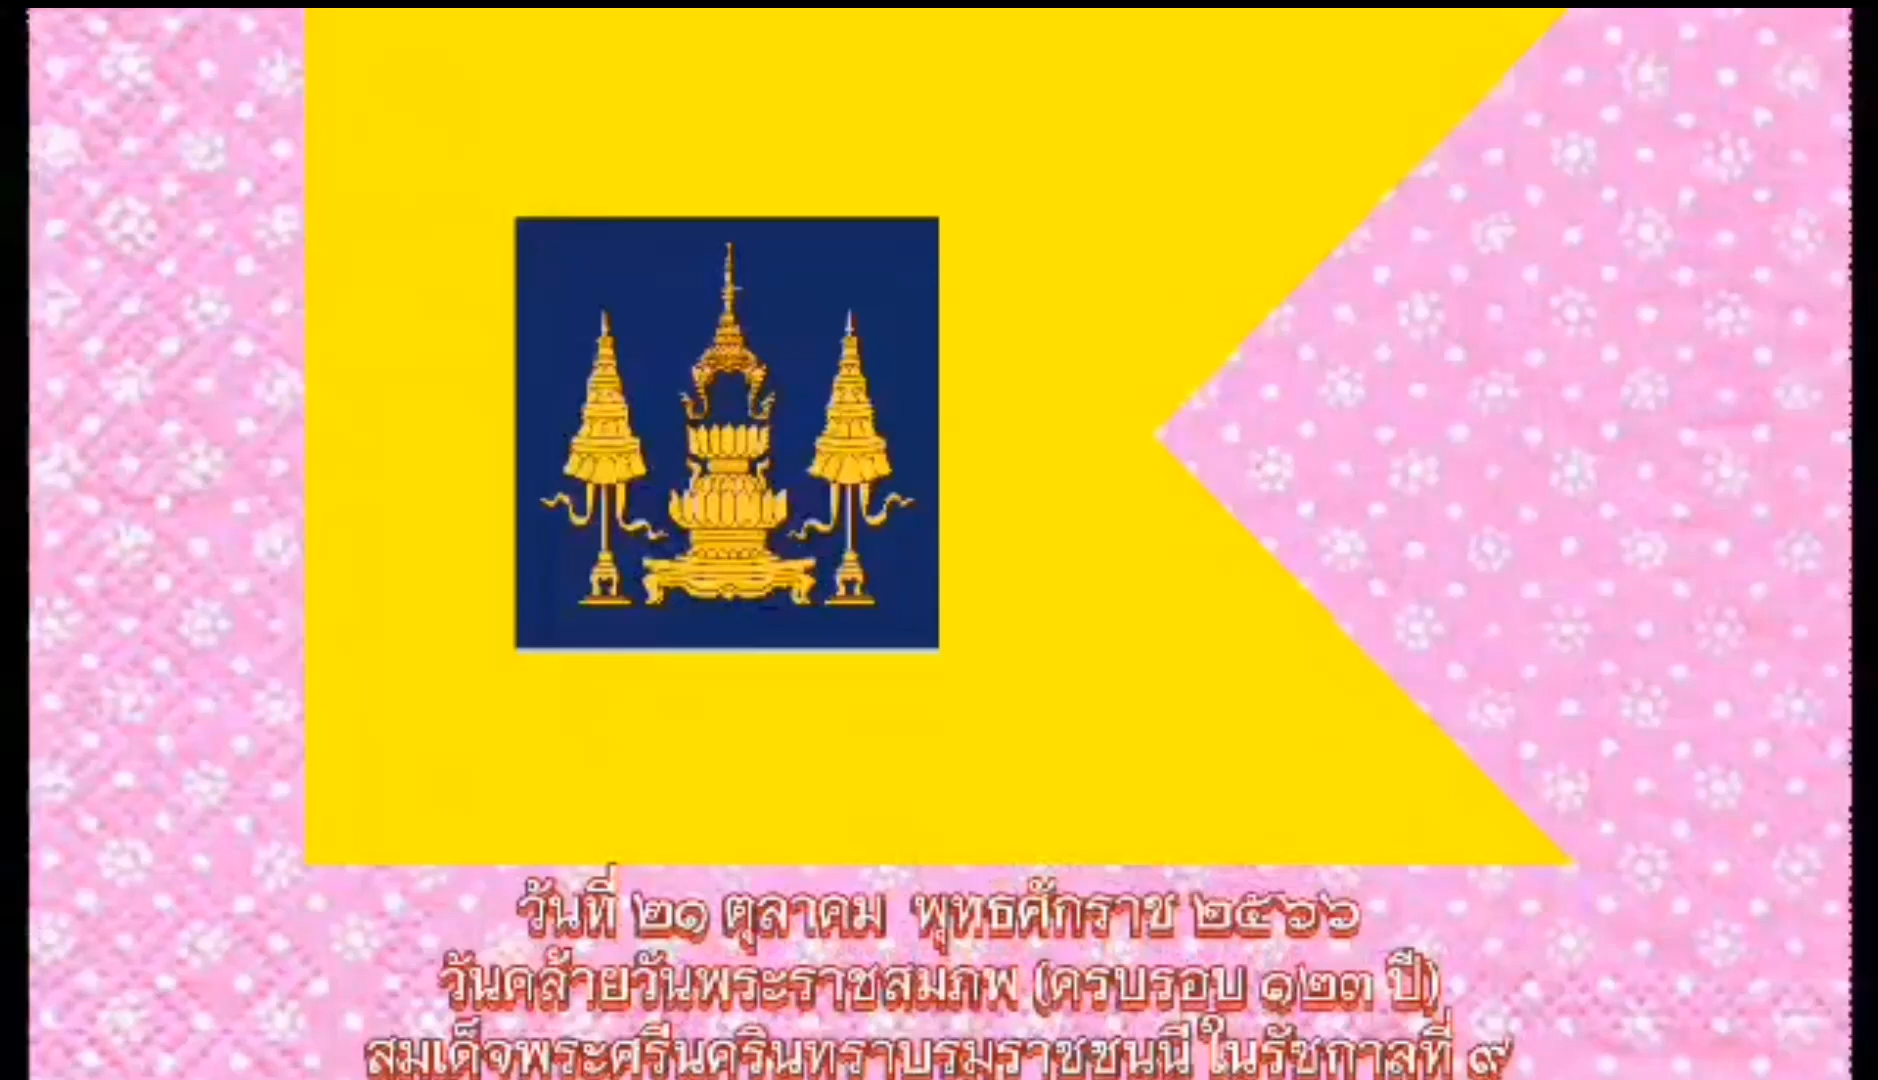 วันที่ ๒๑ ตุลาคม พุทธศักราช ๒๕๖๖
วันคล้ายวันพระราชสมภพ (ครบรอบ ๑๒๓ ปี)
สมเด็จพระศรีนครินทราบรมราชชนนี ในรัชกาลที่ ๙